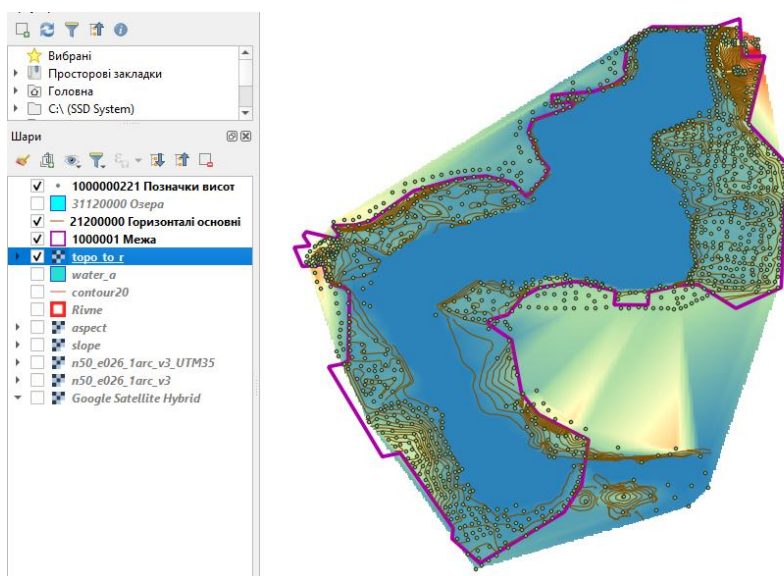 Вибрані
Просторові закладки
Головна
C:\ (SSD System)
Шари
1000000221 Позначки висот
31120000 Озера
21200000 Горизонталі основні
1000001 Межа
topo_to_r
water_a
contour20
Rivne
aspect
slope
n50_e026_1arc_v3_UTM35
n50_e026_1arc_v3
Google Satellite Hybrid